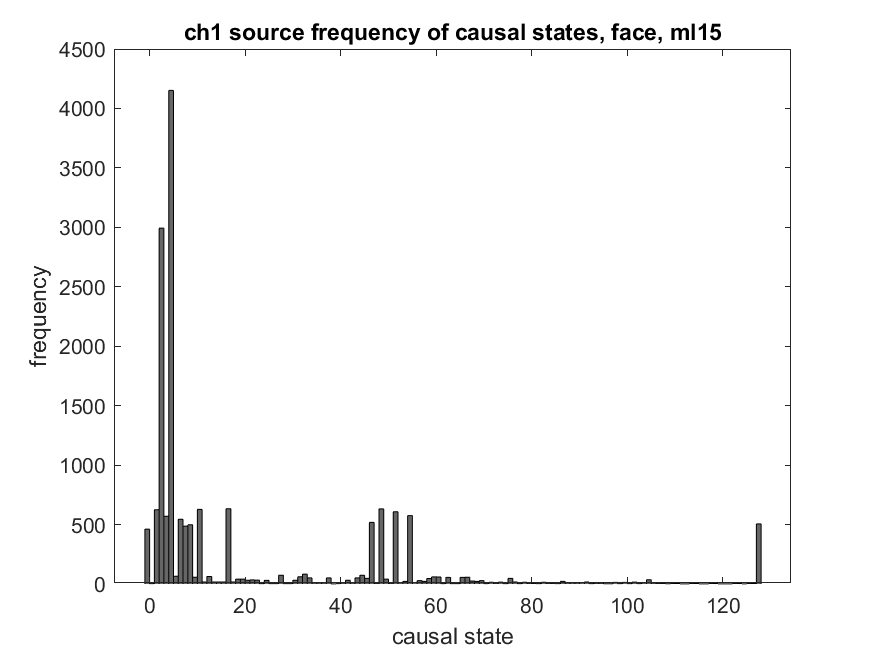 ch1 source frequency of causal states, face, ml15
4500
4000
3500
3000
2500
2000
1500
1000
500
0
frequency
0 20 40 60 80 100 120
causal state